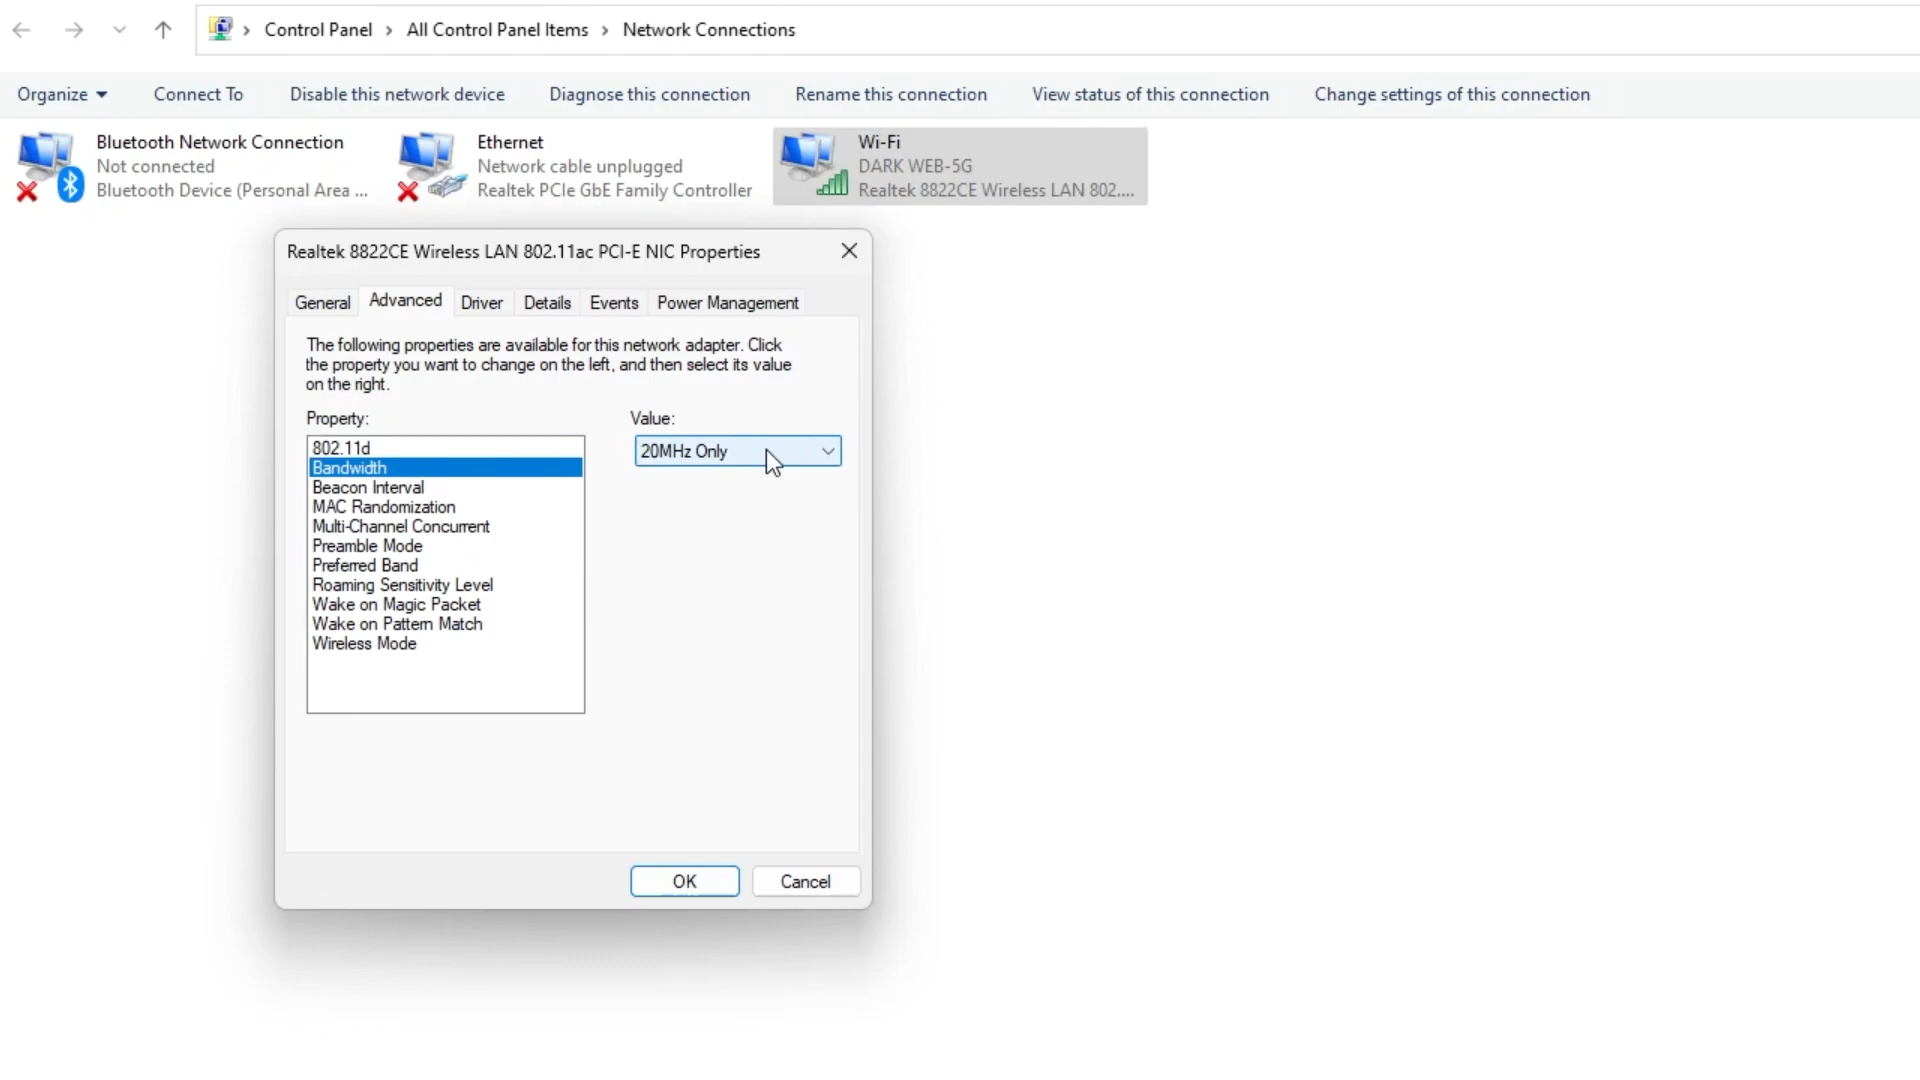 Control Panel > All Control Panel Items > Network Connections
Organize Connect To Disable this network device Diagnose this connection Rename this connection View status of this connection Change settings of this connection
Bluetooth Network Connection
Not connected
Bluetooth Device (Personal Area ...
Ethernet
Network cable unplugged
Realtek PCIe GbE Family Controller
Wi-Fi
DARK WEB-5G
Realtek 8822CE Wireless LAN 802....
Realtek 8822CE Wireless LAN 802.11ac PCI-E NIC Properties
General Advanced Driver Details Events Power Management
The following properties are available for this network adapter. Click
the property you want to change on the left, and then select its value
on the right.
Property:
802.11d
Bandwidth
Beacon Interval
MAC Randomization
Multi-Channel Concurrent
Preamble Mode
Preferred Band
Roaming Sensitivity Level
Wake on Magic Packet
Wake on Pattern Match
Wireless Mode
Value:
20MHz Only
OK Cancel